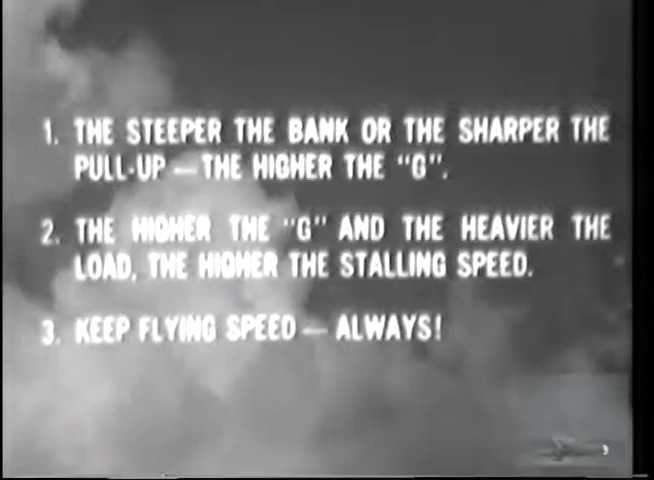 1. THE STEEPER THE BANK OR THE SHARPER THE
PULL-UP — THE HIGHER THE "G".
2. THE HIGHER THE "G" AND THE HEAVIER THE
LOAD, THE HIGHER THE STALLING SPEED.
3. KEEP FLYING SPEED — ALWAYS!